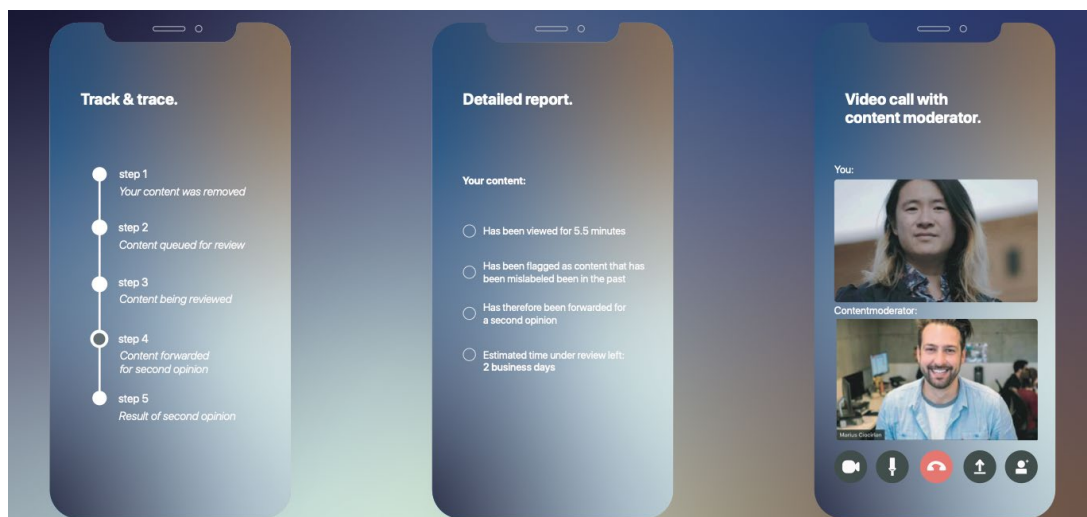 Track & trace.
step 1
Your content was removed
step 2
Content queued for review
step 3
Content being reviewed
step 4
Content forwarded
for second opinion
step 5
Result of second opinion
Detailed report.
Your content:
Has been viewed for 5.5 minutes
Has been flagged as content that has
been mislabeled been in the past
Has therefore been forwarded for
a second opinion
Estimated time under review left:
2 business days
Video call with
content moderator.
You:
Contentmoderator:
Marius Ciocirlan